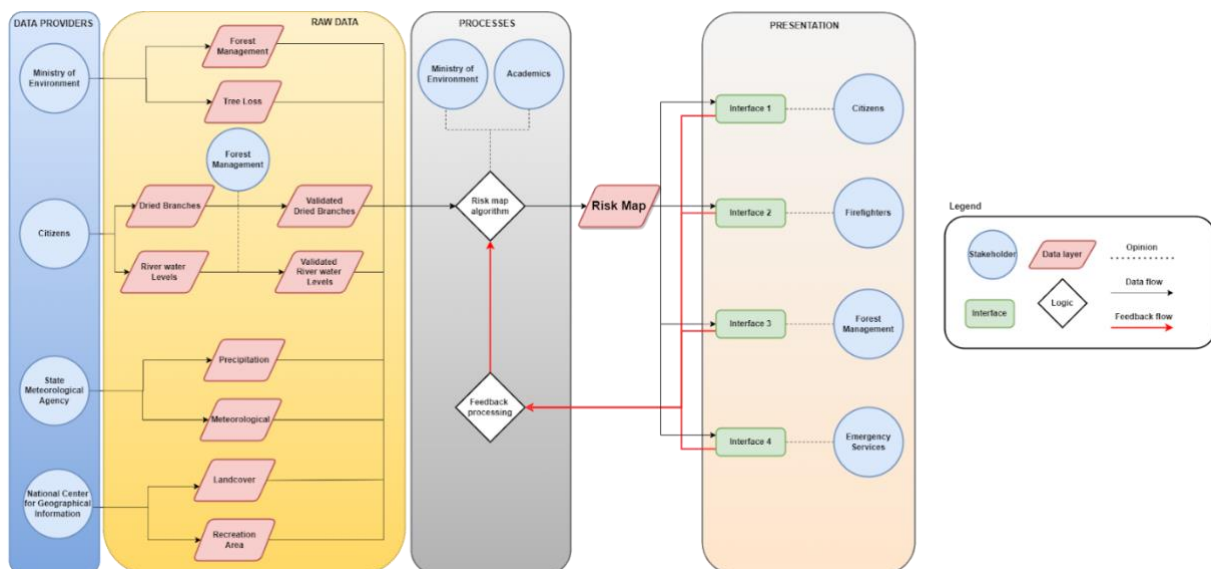 DATA PROVIDERS
RAW DATA
PROCESSES
PRESENTATION
Ministry of
Environment
Forest
Management
Tree Loss
Forest
Management
Citizens
Dried Branches
Validated
Dried Branches
River water
Levels
Validated
River water
Levels
State
Meteorological
Agency
Precipitation
Meteorological
National Center
for Geographical
Information
Landcover
Recreation
Area
Ministry of
Environment
Academics
Risk map
algorithm
Feedback
processing
Risk Map
Interface 1
Citizens
Interface 2
Firefighters
Interface 3
Forest
Management
Interface 4
Emergency
Services
Legend
Stakeholder
Data layer
Opinion
Interface
Logic
Data flow
Feedback flow